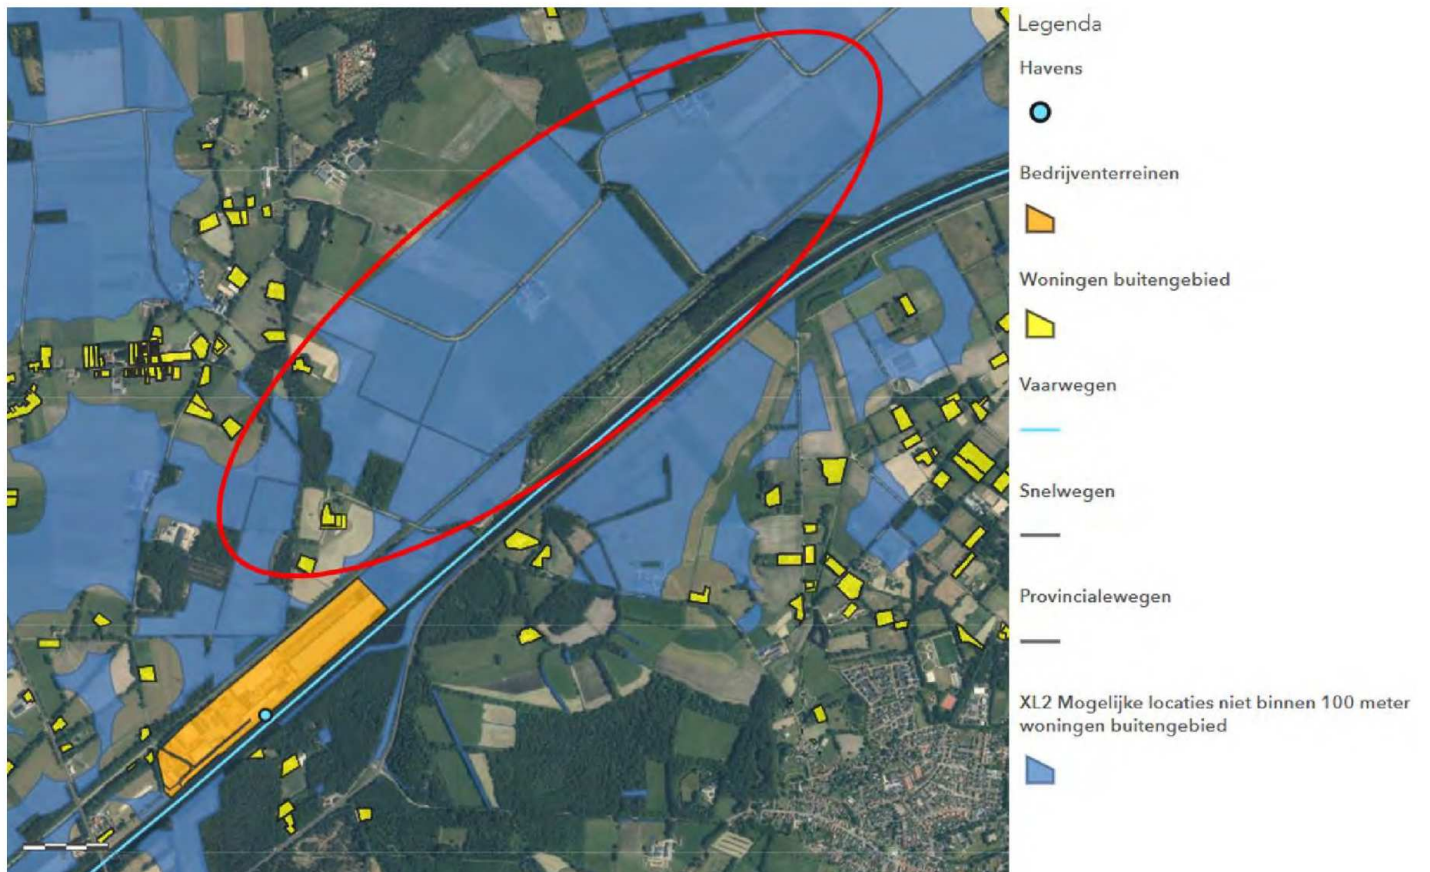 Legenda
Havens
Bedrijventerreinen
Woningen buitengebied
Vaarwegen
Snelwegen
Provincialewegen
XL2 Mogelijke locaties niet binnen 100 meter
woningen buitengebied